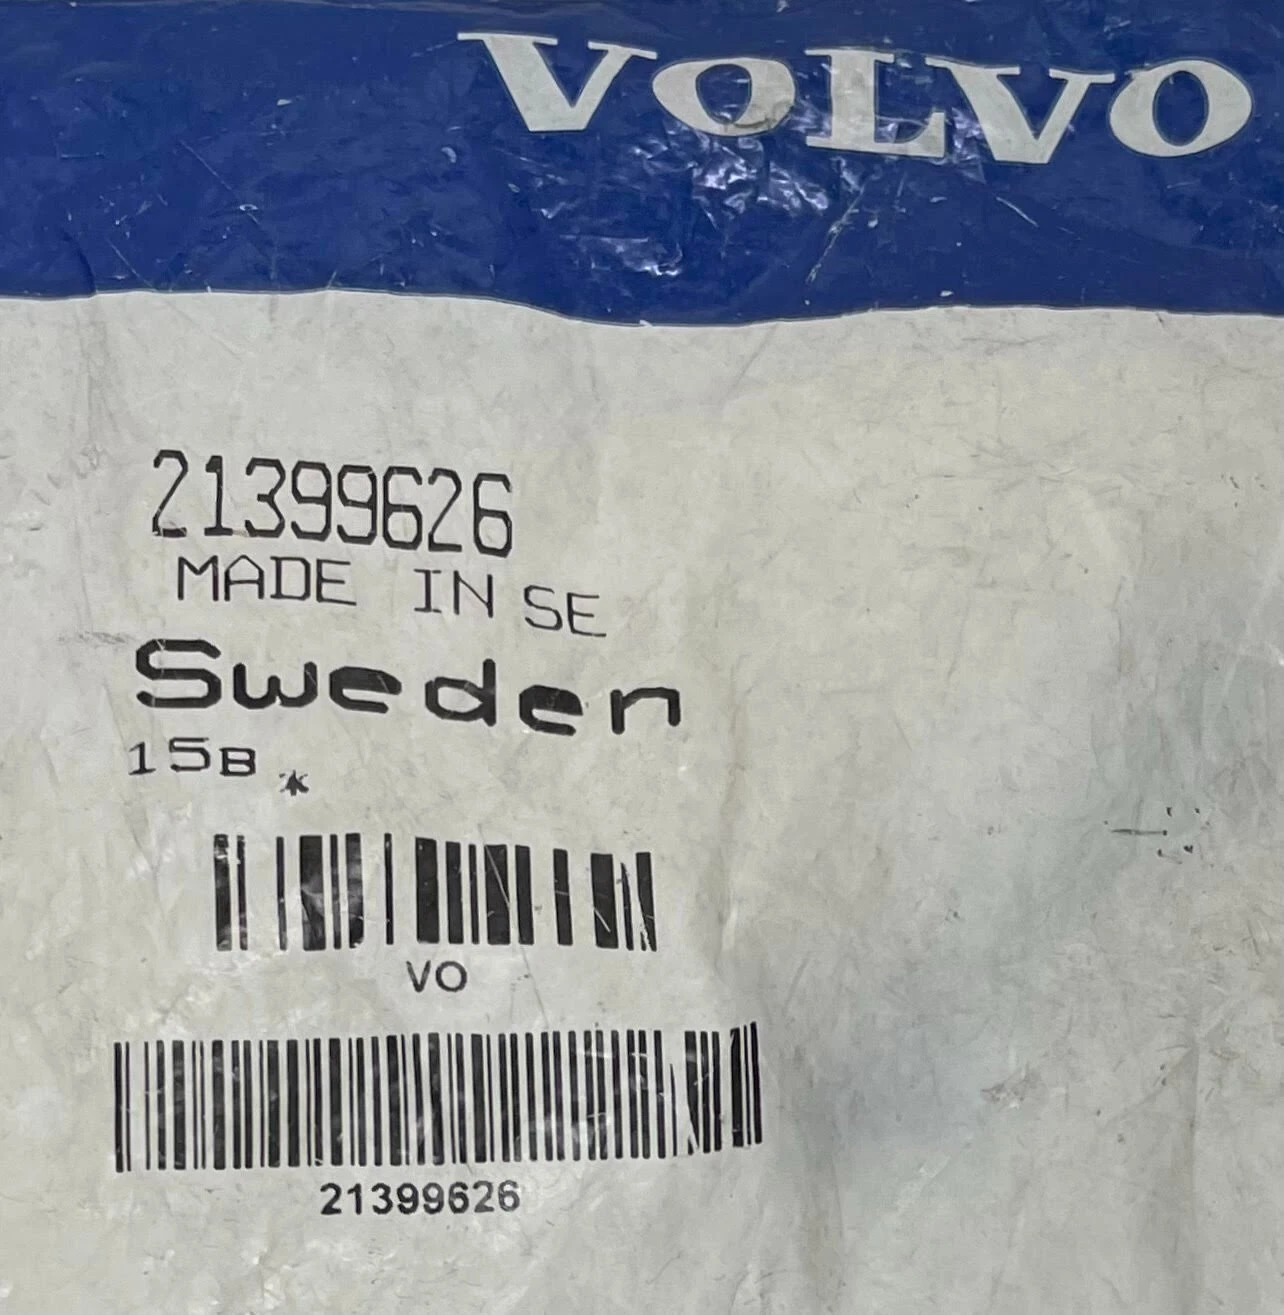 VOLVO
21399626
MADE IN SE
Sweden
15B *
VO
21399626